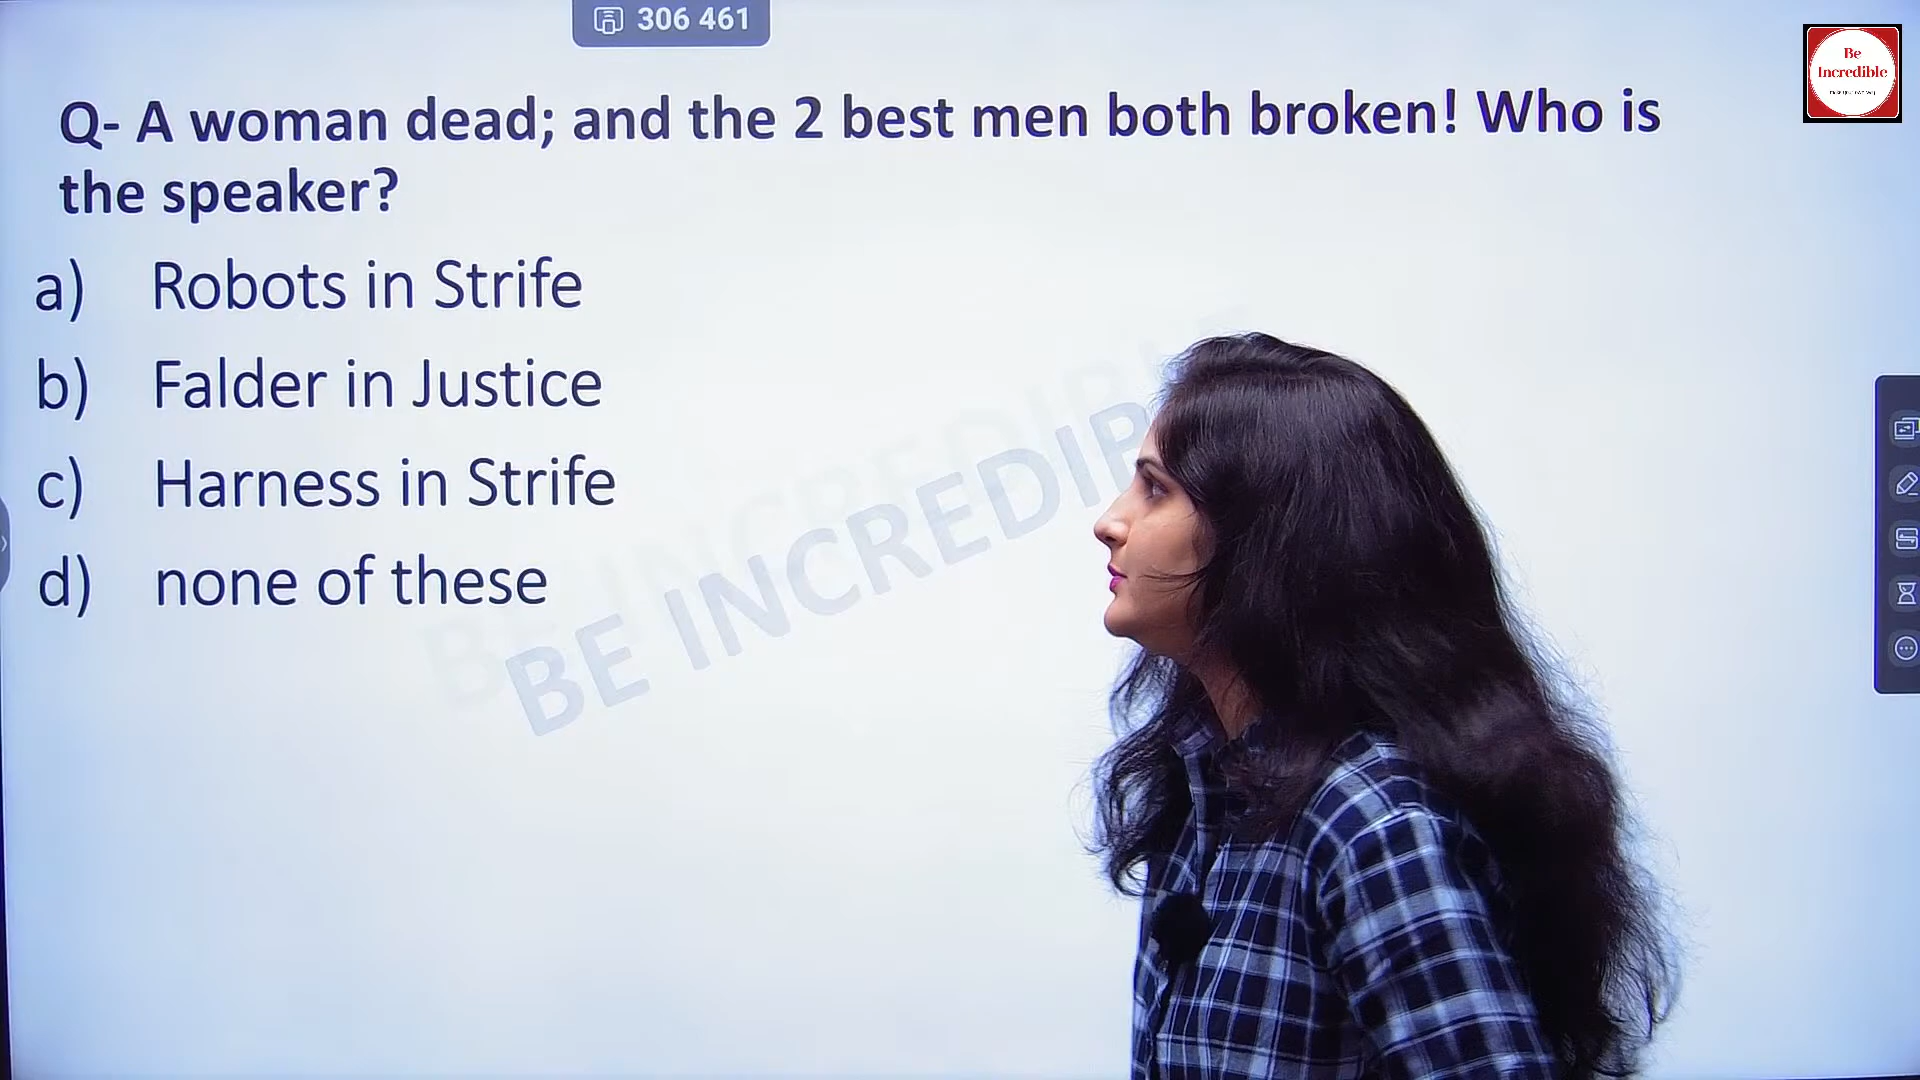 306 461
Be
Incredible
Q- A woman dead; and the 2 best men both broken! Who is
the speaker?
a) Robots in Strife
b) Falder in Justice
c) Harness in Strife
d) none of these
BE INCREDIBLE